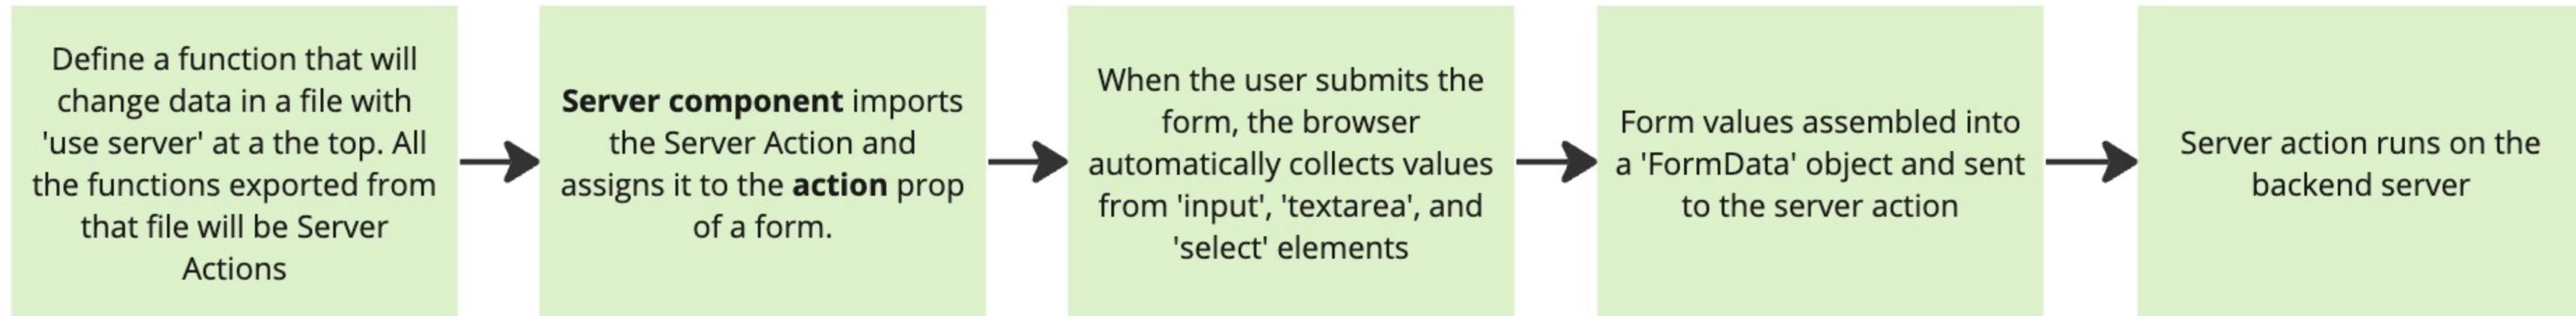 Define a function that will
change data in a file with
'use server' at a the top. All
the functions exported from
that file will be Server
Actions
Server component imports
the Server Action and
assigns it to the action prop
of a form.
When the user submits the
form, the browser
automatically collects values
from 'input', 'textarea', and
'select' elements
Form values assembled into
a 'FormData' object and sent
to the server action
Server action runs on the
backend server